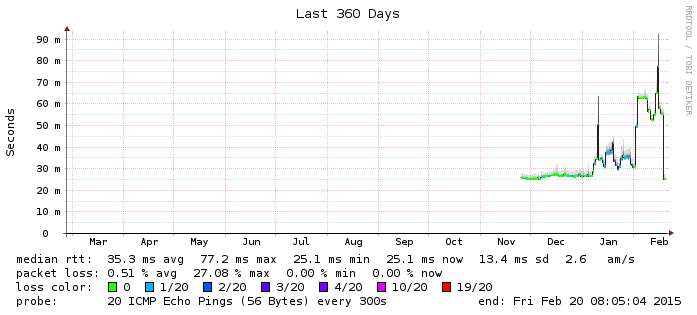 Last 360 Days
RRDTOOL / TOBI OETIKER
Seconds
90 m
80 m
70 m
60 m
50 m
40 m
30 m
20 m
10 m
0
Mar Apr May Jun Jul Aug Sep Oct Nov Dec Jan Feb
median rtt: 35.3 ms avg 77.2 ms max 25.1 ms min 25.1 ms now 13.4 ms sd 2.6 am/s
packet loss: 0.51 % avg 27.08 % max 0.00 % min 0.00 % now
loss color: 0 1/20 2/20 3/20 4/20 10/20 19/20
probe: 20 ICMP Echo Pings (56 Bytes) every 300s end: Fri Feb 20 08:05:04 2015